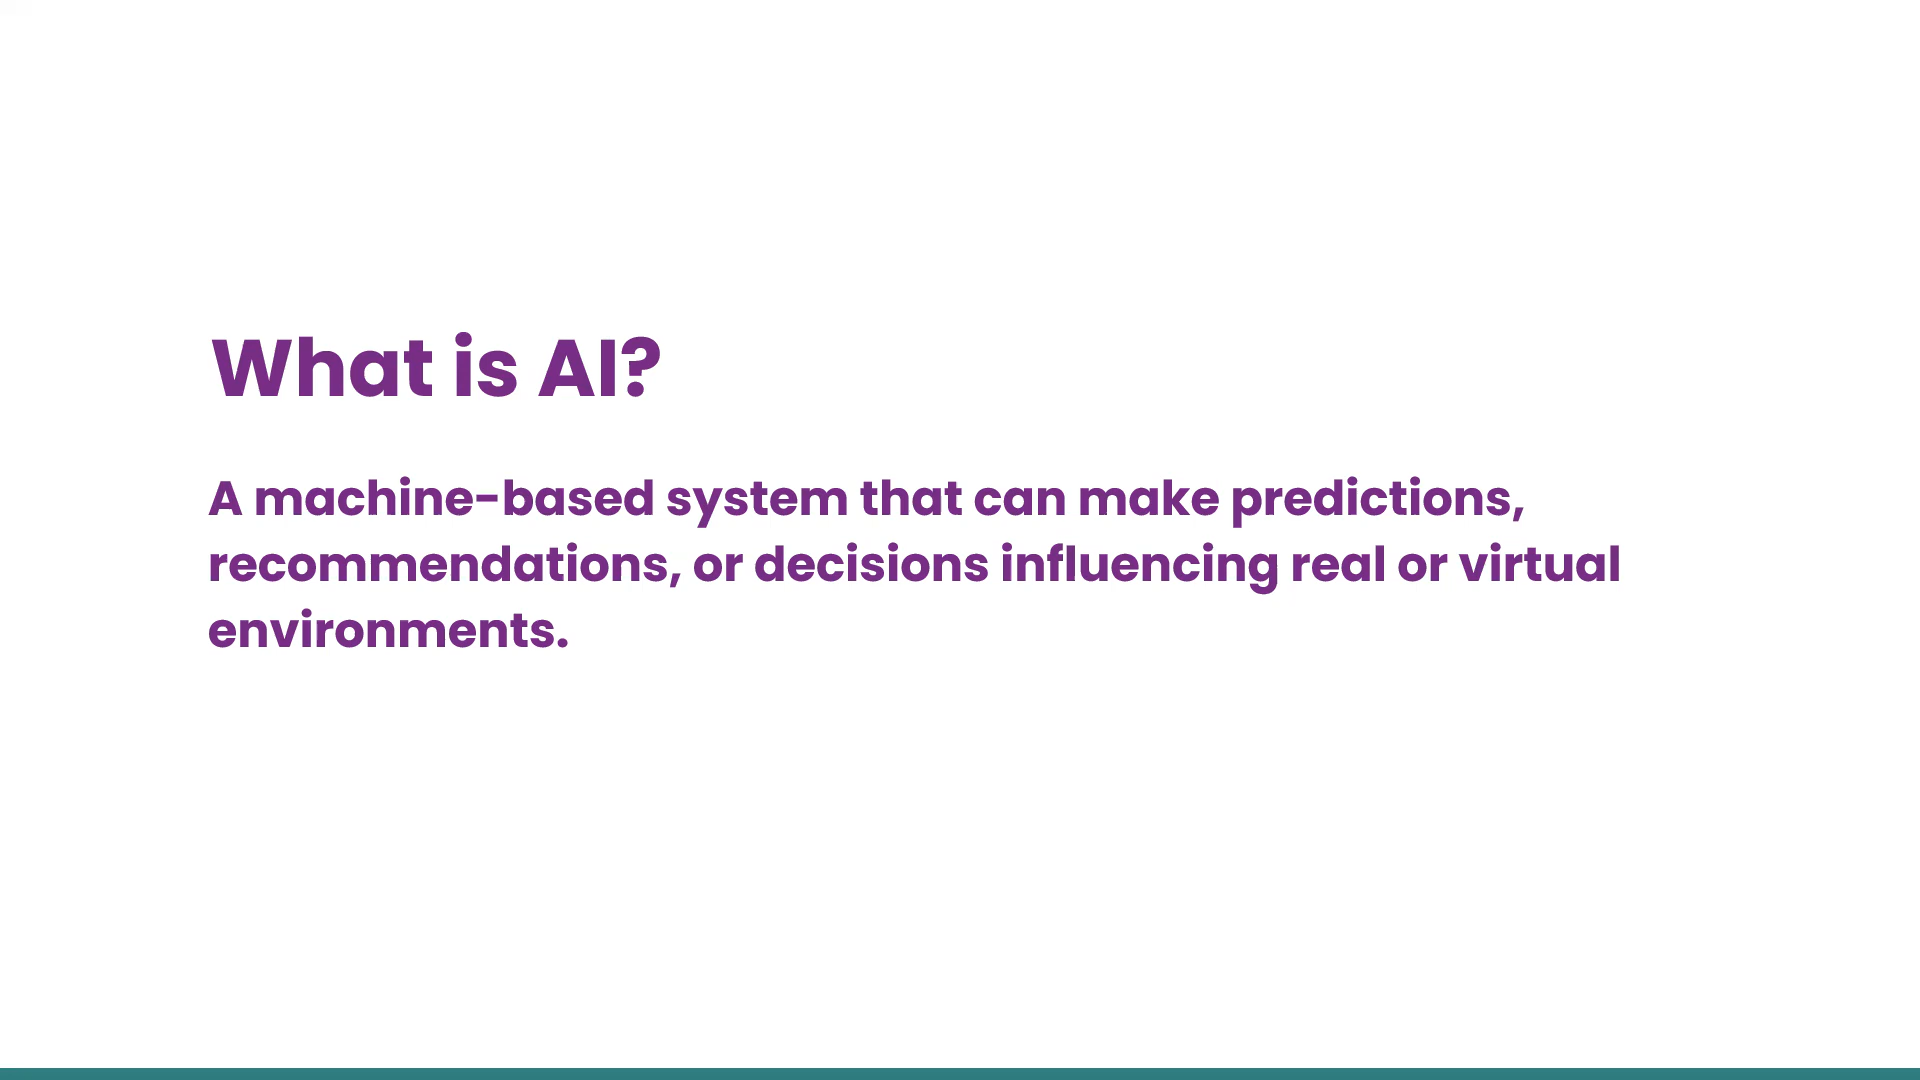 What is AI?
A machine-based system that can make predictions,
recommendations, or decisions influencing real or virtual
environments.